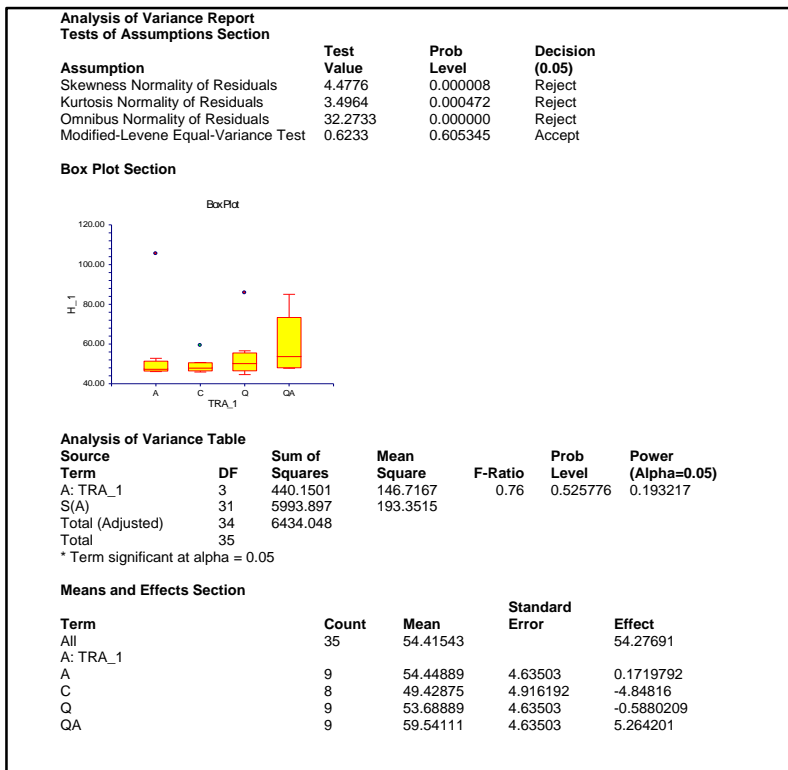 Analysis of Variance Report
Tests of Assumptions Section
Test Prob Decision
Assumption Value Level (0.05)
Skewness Normality of Residuals 4.4776 0.000008 Reject
Kurtosis Normality of Residuals 3.4964 0.000472 Reject
Omnibus Normality of Residuals 32.2733 0.000000 Reject
Modified-Levene Equal-Variance Test 0.6233 0.605345 Accept
Box Plot Section
Box Plot
120.00
100.00
80.00
60.00
40.00
H_1
A C Q QA
TRA_1
Analysis of Variance Table
Source Sum of Mean Prob Power
Term DF Squares Square F-Ratio Level (Alpha=0.05)
A: TRA_1 3 440.1501 146.7167 0.76 0.525776 0.193217
S(A) 31 5993.897 193.3515
Total (Adjusted) 34 6434.048
Total 35
* Term significant at alpha = 0.05
Means and Effects Section
Standard
Term Count Mean Error Effect
All 35 54.41543 54.27691
A: TRA_1
A 9 54.44889 4.63503 0.1719792
C 8 49.42875 4.916192 -4.84816
Q 9 53.68889 4.63503 -0.5880209
QA 9 59.54111 4.63503 5.264201